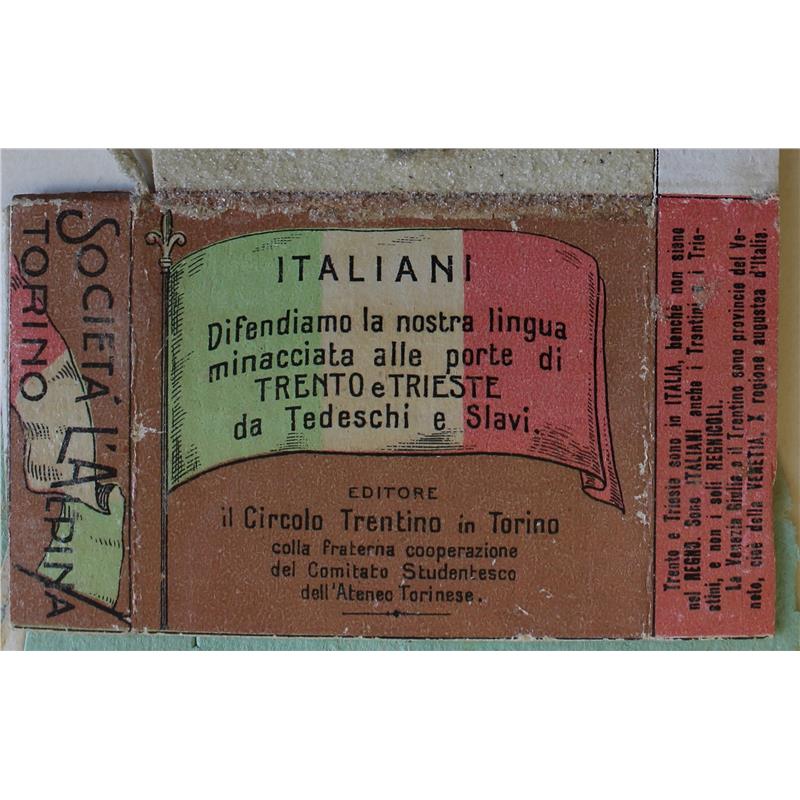 SOCIETÀ L'ALPINA
TORINO
ITALIANI
Difendiamo la nostra lingua
minacciata alle porte di
TRENTO e TRIESTE
da Tedeschi e Slavi.
EDITORE
il Circolo Trentino in Torino
colla fraterna cooperazione
del Comitato Studentesco
dell'Ateneo Torinese.
Trento e Trieste sono in ITALIA, benchè non siano
nel REGNO. Sono ITALIANI anche i Trentini e i Trie-
stini, e non i soli REGNICOLI.
La Venezia Giulia e il Trentino sono provincie del Ve-
neto, cioè della VENETIA, X regione augustea d'Italia.